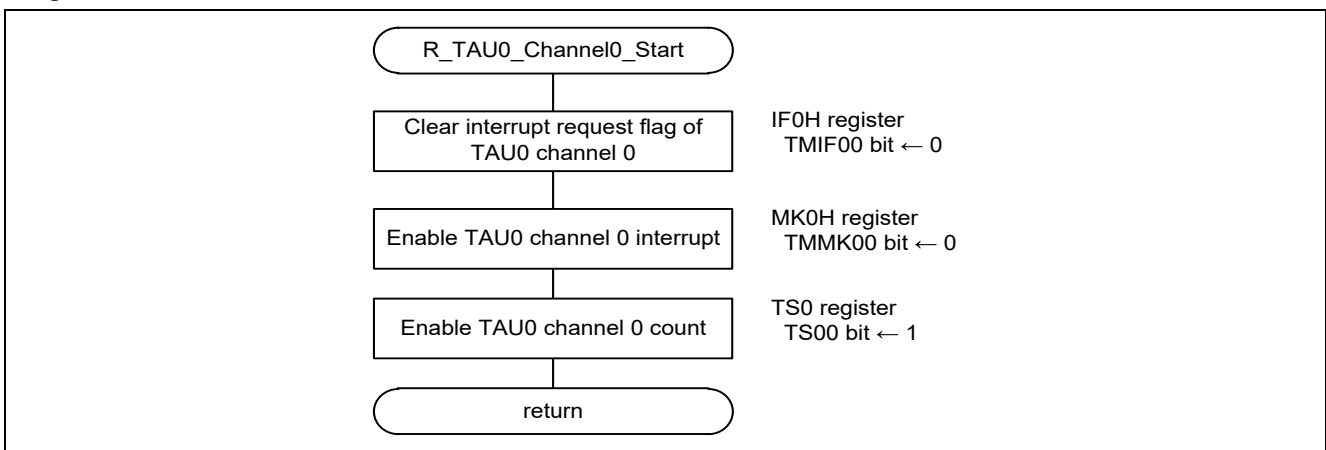 R_TAU0_Channel0_Start
Clear interrupt request flag of
TAU0 channel 0
IF0H register
TMIF00 bit ← 0
Enable TAU0 channel 0 interrupt
MK0H register
TMMK00 bit ← 0
Enable TAU0 channel 0 count
TS0 register
TS00 bit ← 1
return